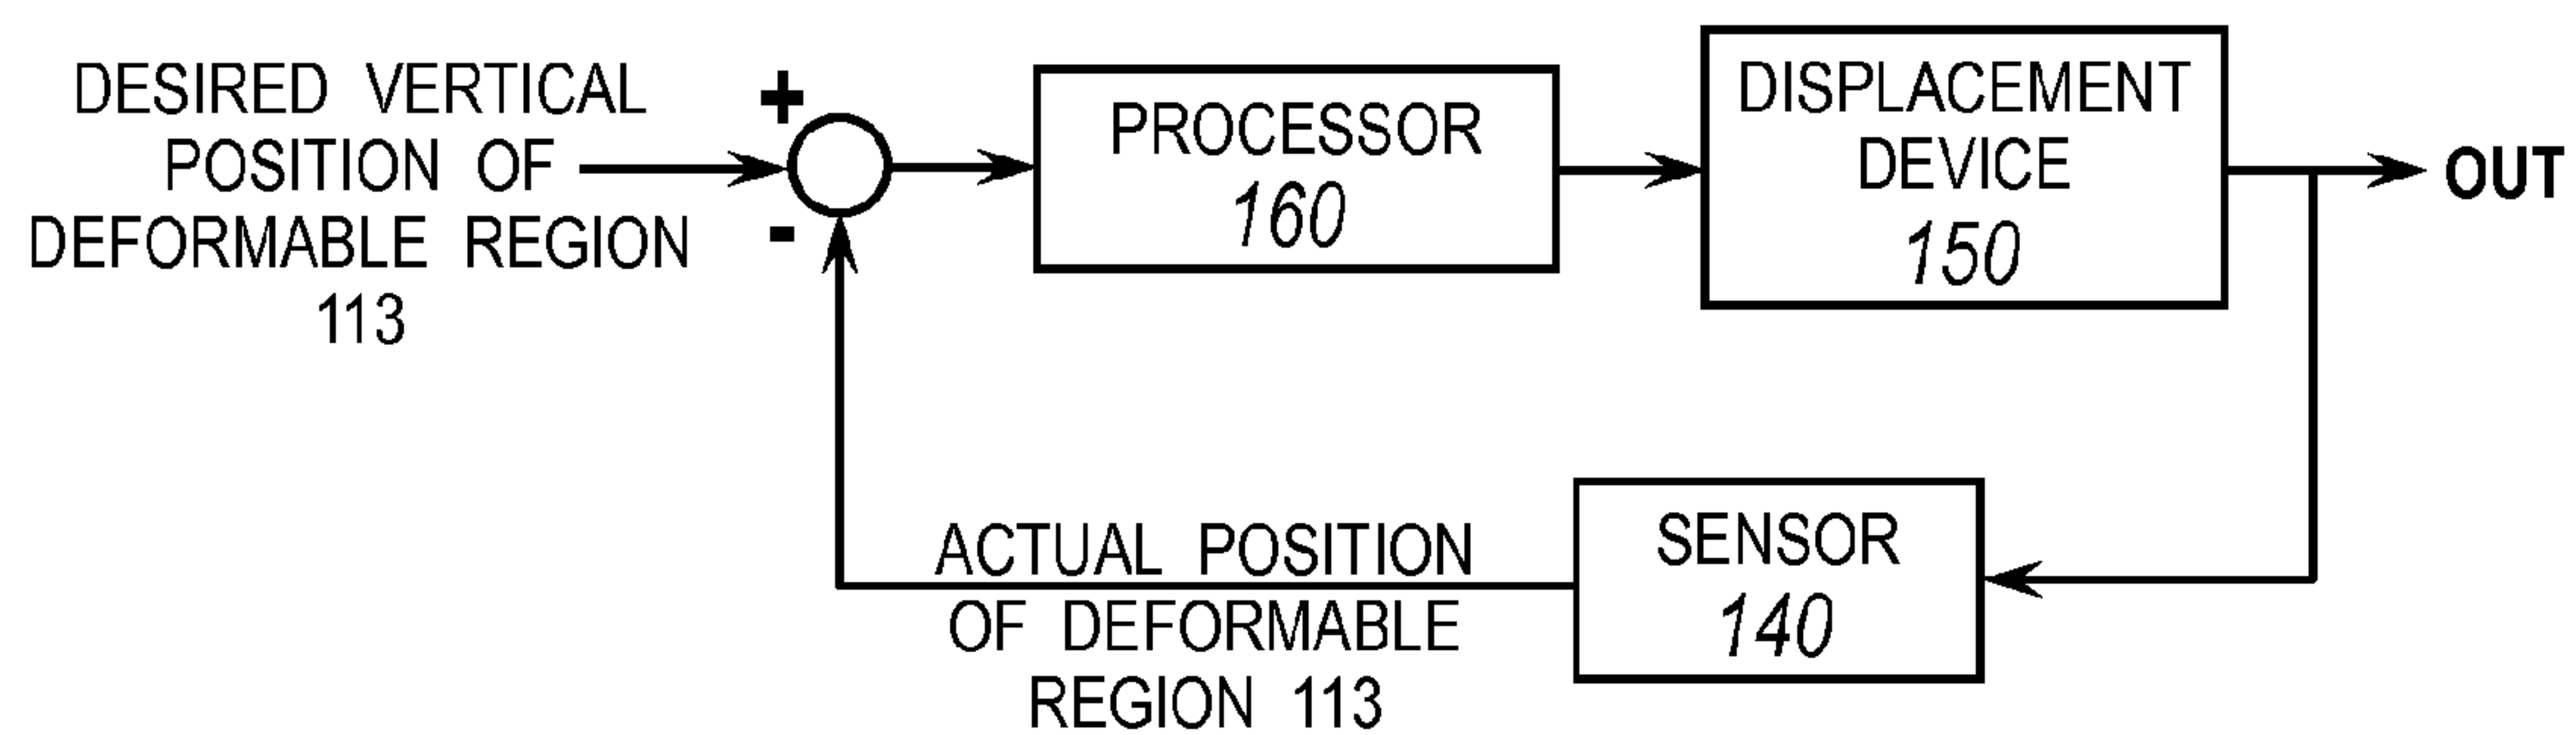 DESIRED VERTICAL
POSITION OF
DEFORMABLE REGION
113
+
-
PROCESSOR
160
DISPLACEMENT
DEVICE
150
OUT
SENSOR
140
ACTUAL POSITION
OF DEFORMABLE
REGION 113